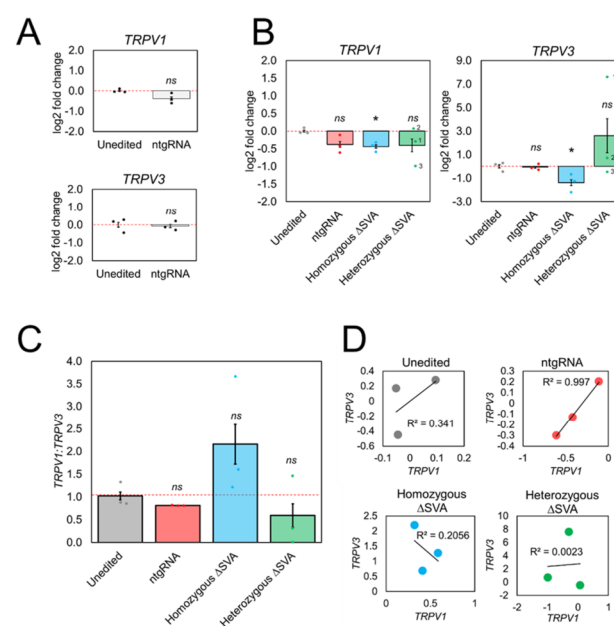 A
TRPV1
log2 fold change
2.0
1.0
0.0
-1.0
-2.0
ns
Unedited
ntgRNA
TRPV3
log2 fold change
2.0
1.0
0.0
-1.0
-2.0
ns
Unedited
ntgRNA
B
TRPV1
log2 fold change
2.0
1.5
1.0
0.5
0.0
-0.5
-1.0
-1.5
-2.0
ns
*
ns
2
1
3
Unedited
ntgRNA
Homozygous ΔSVA
Heterozygous ΔSVA
TRPV3
log2 fold change
9.0
7.0
5.0
3.0
1.0
-1.0
-3.0
ns
*
ns
2
3
Unedited
ntgRNA
Homozygous ΔSVA
Heterozygous ΔSVA
C
TRPV1:TRPV3
4.0
3.5
3.0
2.5
2.0
1.5
1.0
0.5
0.0
ns
ns
ns
Unedited
ntgRNA
Homozygous ΔSVA
Heterozygous ΔSVA
D
Unedited
TRPV3
0.4
0.2
0
-0.2
-0.4
-0.6
R² = 0.341
-0.1
0.0
0.1
0.2
TRPV1
ntgRNA
TRPV3
0.3
0.2
0.1
0
-0.1
-0.2
-0.3
-0.4
R² = 0.997
-1
-0.5
0
TRPV1
Homozygous
ΔSVA
TRPV3
2.5
2
1.5
1
0.5
0
R² = 0.2056
0
0.5
1
TRPV1
Heterozygous
ΔSVA
TRPV3
10
8
6
4
2
0
-2
R² = 0.0023
-2
-1
0
1
TRPV1